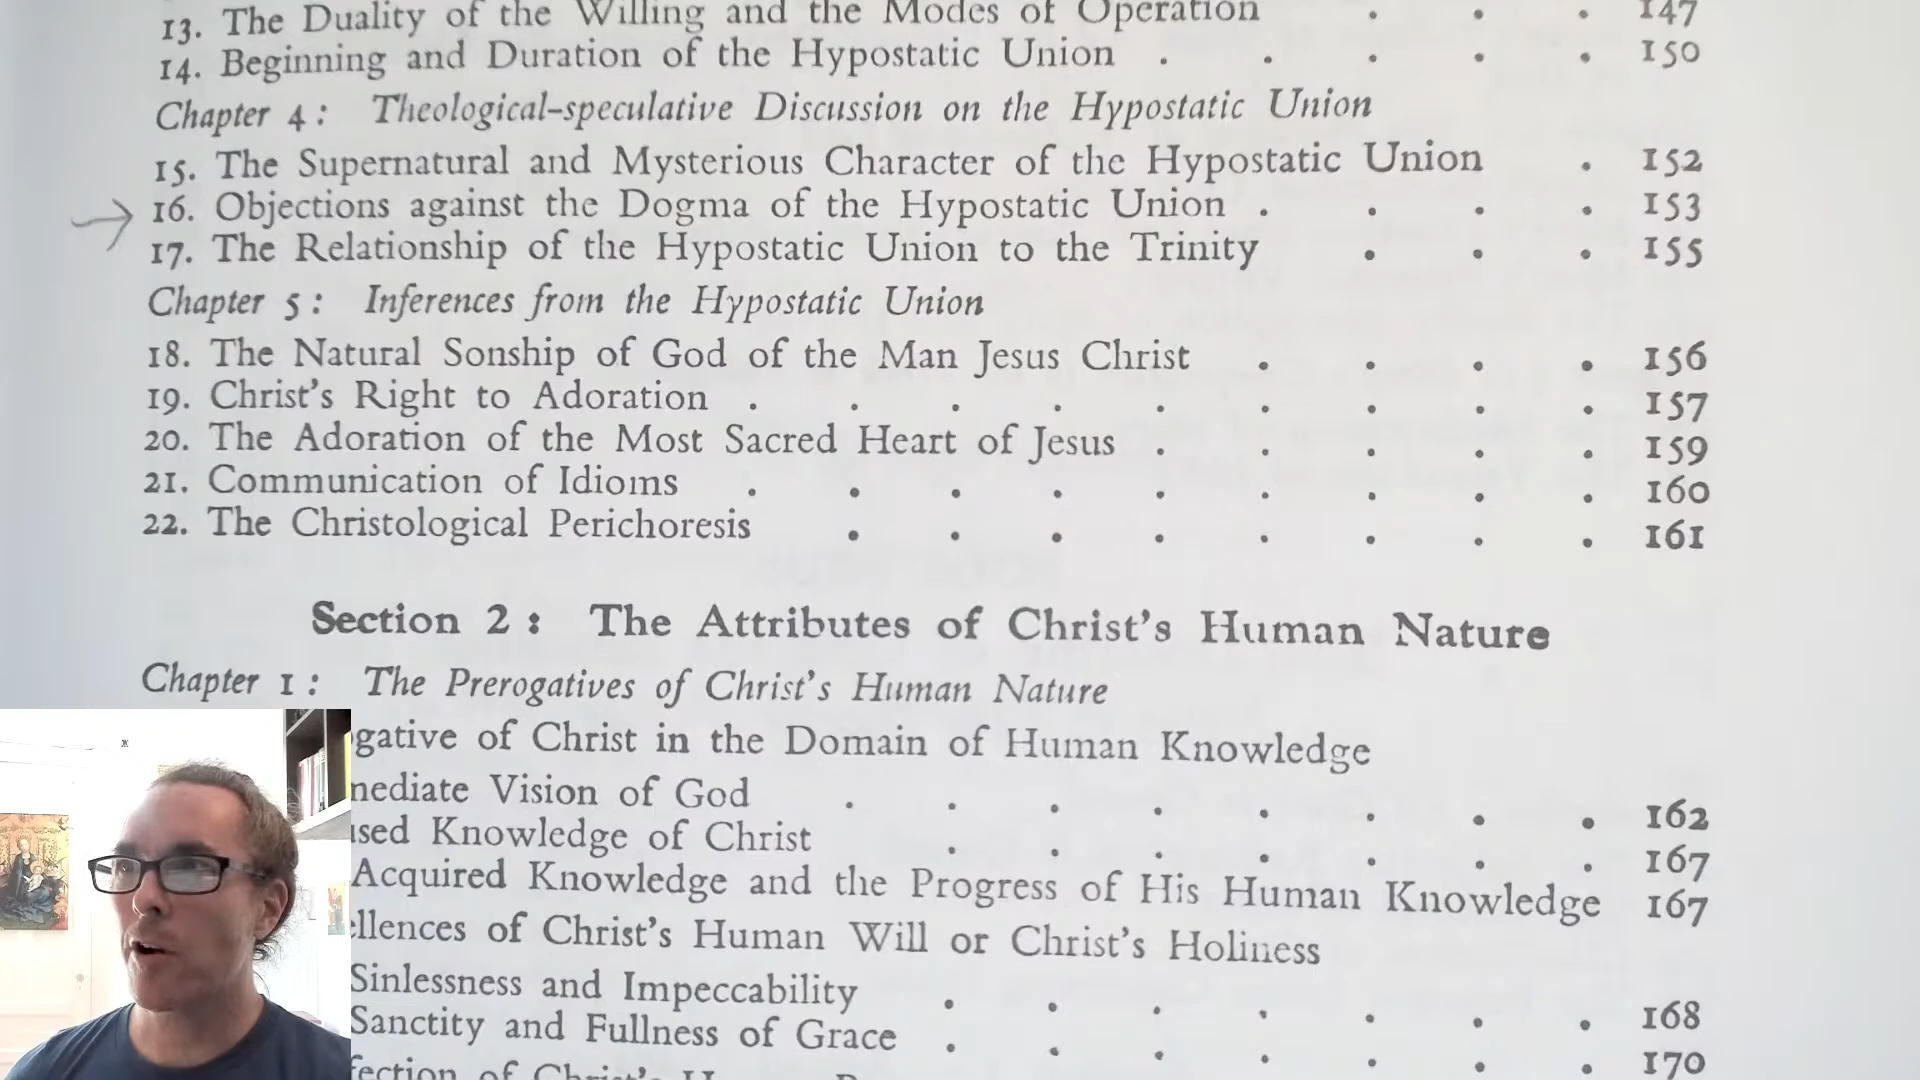 13. The Duality of the Willing and the Modes of Operation . . . 147
14. Beginning and Duration of the Hypostatic Union . . . . . 150
Chapter 4 : Theological-speculative Discussion on the Hypostatic Union
15. The Supernatural and Mysterious Character of the Hypostatic Union . 152
16. Objections against the Dogma of the Hypostatic Union . . . . 153
17. The Relationship of the Hypostatic Union to the Trinity . . . 155
Chapter 5 : Inferences from the Hypostatic Union
18. The Natural Sonship of God of the Man Jesus Christ . . . . 156
19. Christ's Right to Adoration . . . . . . . . . 157
20. The Adoration of the Most Sacred Heart of Jesus . . . . . 159
21. Communication of Idioms . . . . . . . . . 160
22. The Christological Perichoresis . . . . . . . . 161
Section 2 : The Attributes of Christ's Human Nature
Chapter 1 : The Prerogatives of Christ's Human Nature
gative of Christ in the Domain of Human Knowledge
mediate Vision of God . . . . . . . . 162
sed Knowledge of Christ . . . . . . . 167
Acquired Knowledge and the Progress of His Human Knowledge 167
llences of Christ's Human Will or Christ's Holiness
Sinlessness and Impeccability . . . . . . . 168
Sanctity and Fullness of Grace . . . . . . . 170
fection of Christ's